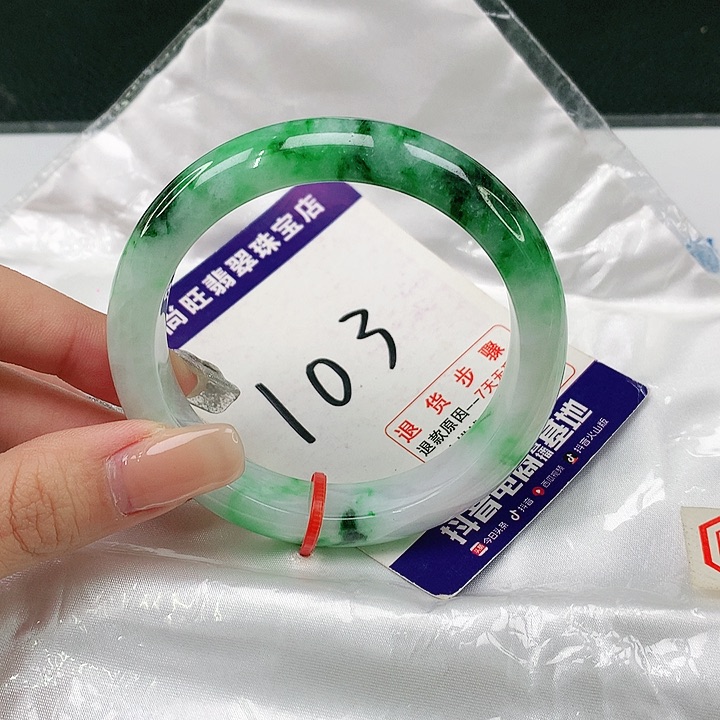 尚旺翡翠珠宝店
103
退货步骤
退款原因—7天无
抖音电商
播基地
今日头条 抖音 西瓜视频 抖音火山版